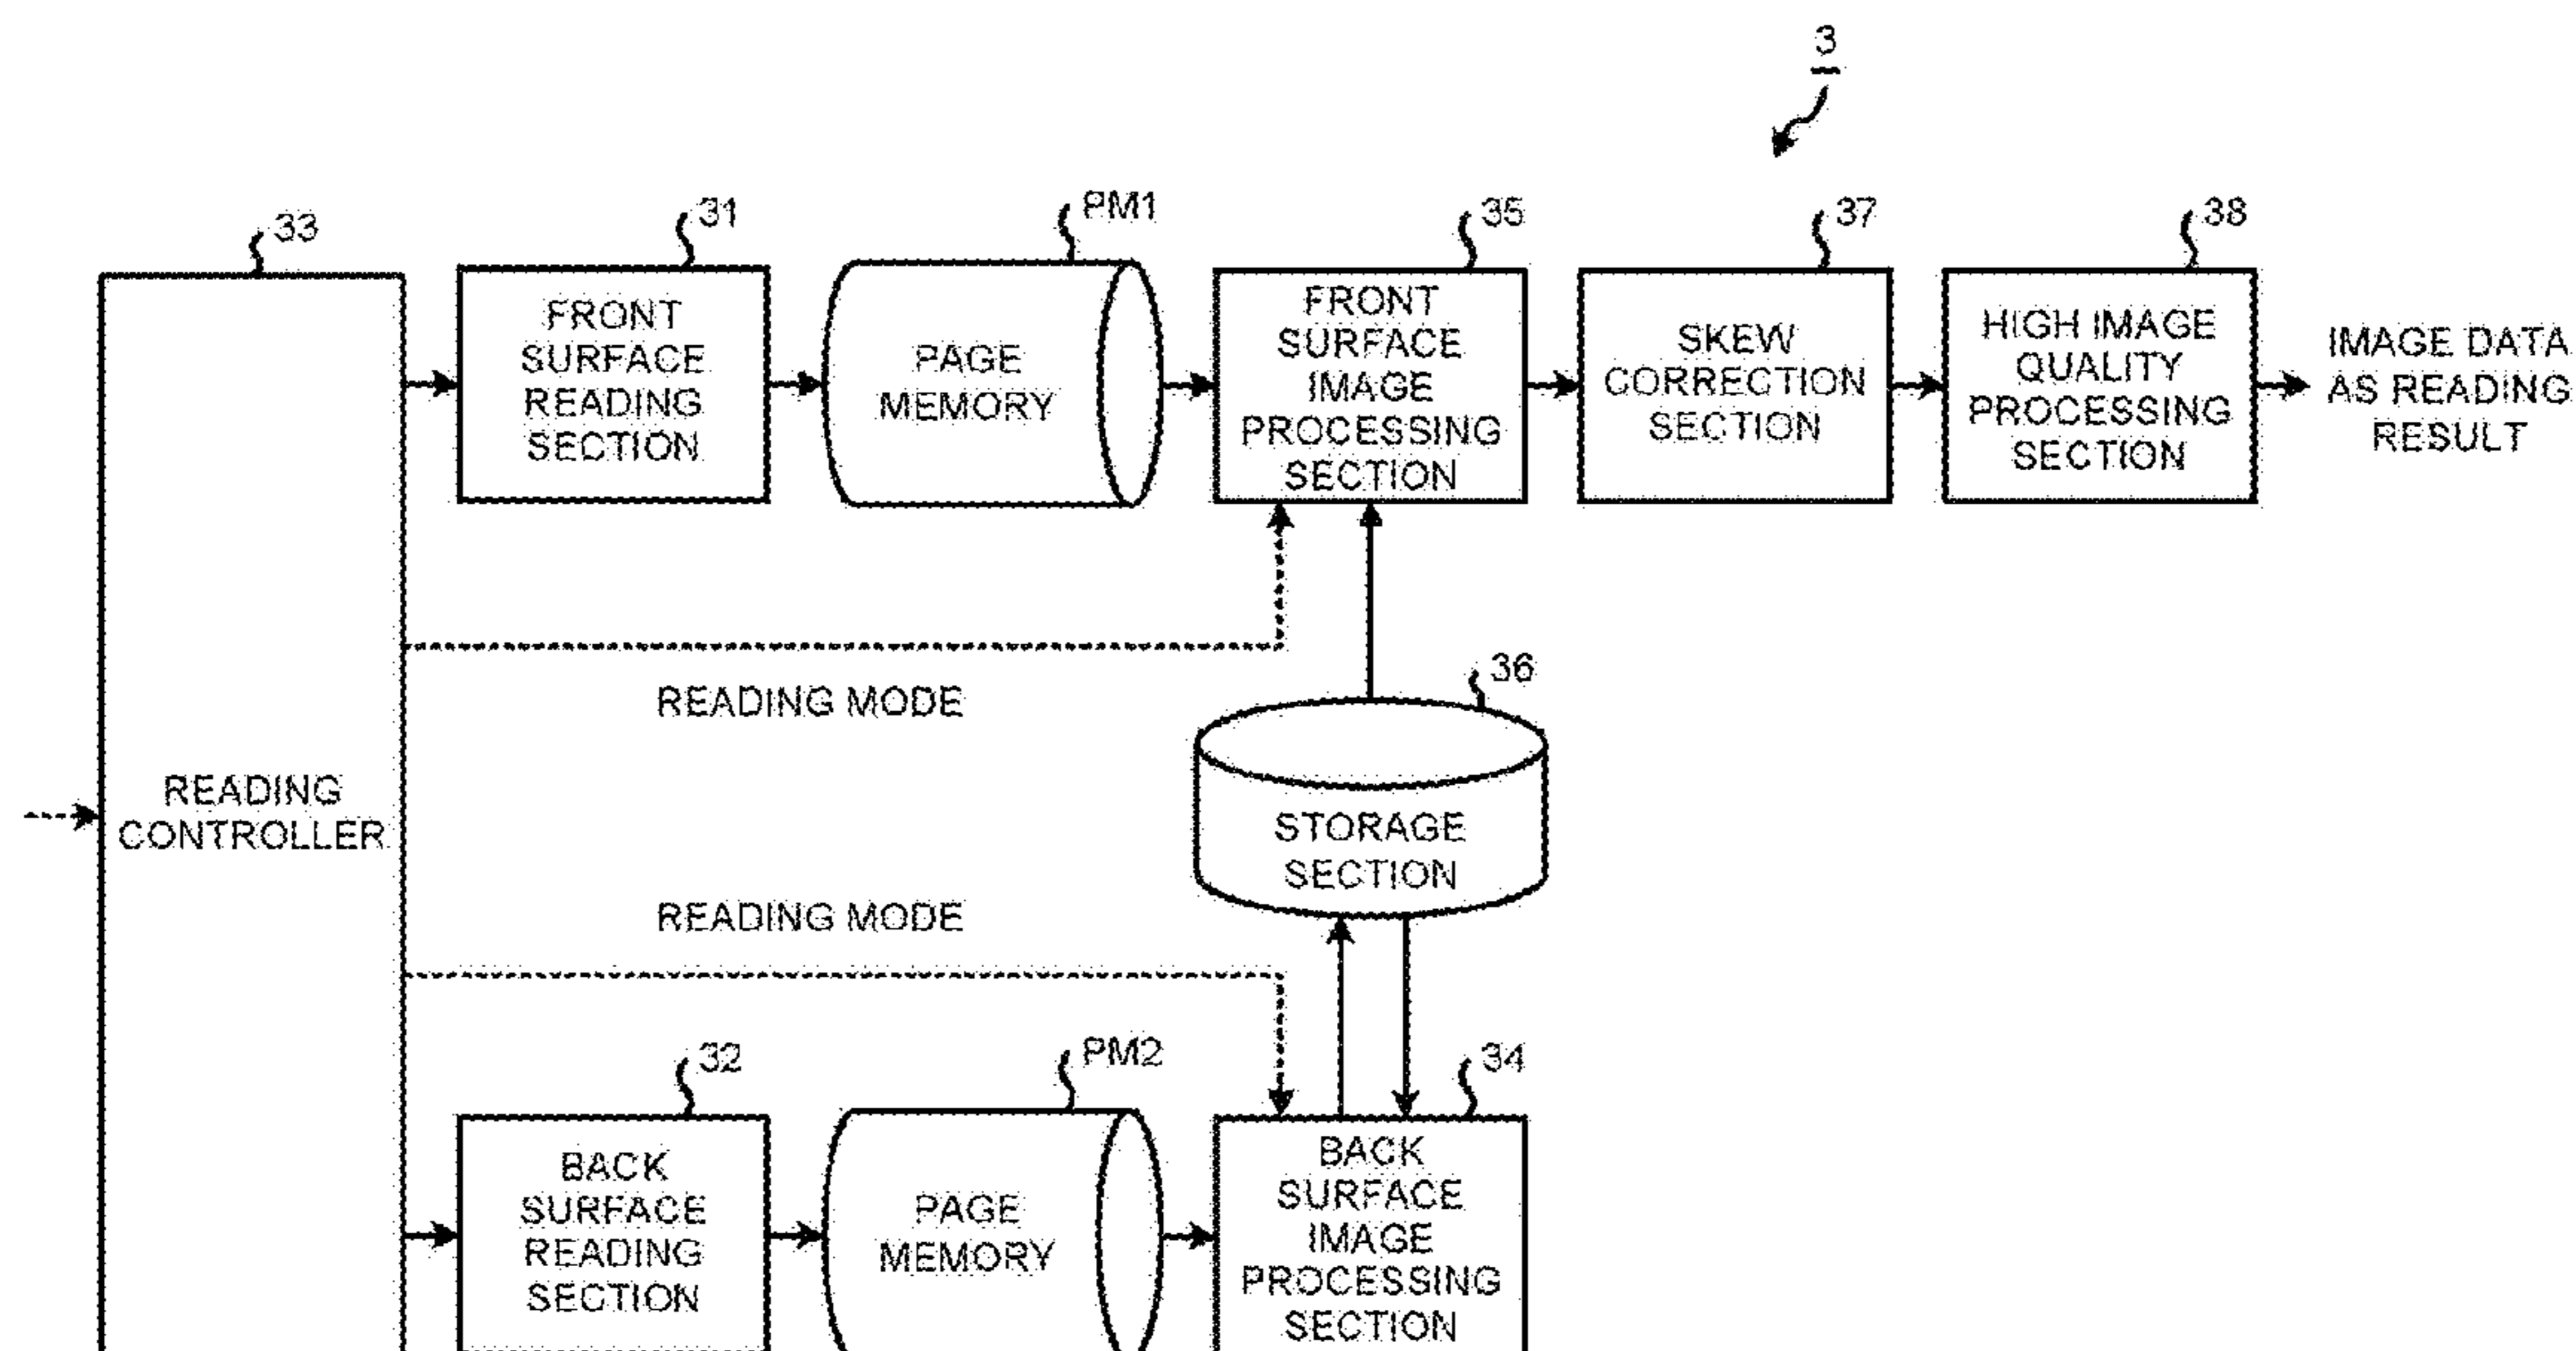 3
33
31
PM1
35
37
38
FRONT
SURFACE
READING
SECTION
PAGE
MEMORY
FRONT
SURFACE
IMAGE
PROCESSING
SECTION
SKEW
CORRECTION
SECTION
HIGH IMAGE
QUALITY
PROCESSING
SECTION
IMAGE DATA
AS READING
RESULT
READING MODE
36
READING
CONTROLLER
STORAGE
SECTION
READING MODE
32
PM2
34
BACK
SURFACE
READING
SECTION
PAGE
MEMORY
BACK
SURFACE
IMAGE
PROCESSING
SECTION